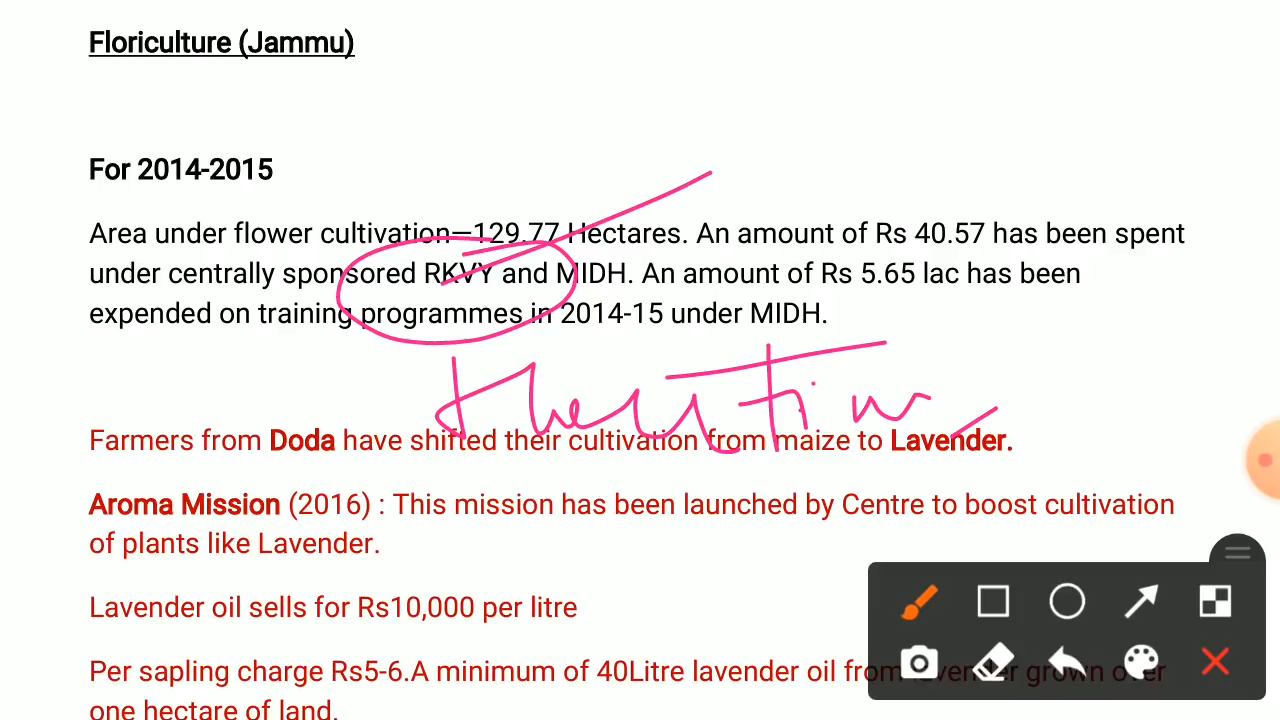 Floriculture (Jammu)
For 2014-2015
Area under flower cultivation—129.77 Hectares. An amount of Rs 40.57 has been spent
under centrally sponsored RKVY and MIDH. An amount of Rs 5.65 lac has been
expended on training programmes in 2014-15 under MIDH.
Farmers from Doda have shifted their cultivation from maize to Lavender.
Aroma Mission (2016) : This mission has been launched by Centre to boost cultivation
of plants like Lavender.
Lavender oil sells for Rs10,000 per litre
Per sapling charge Rs5-6.A minimum of 40Litre lavender oil from lavender grown over
one hectare of land.